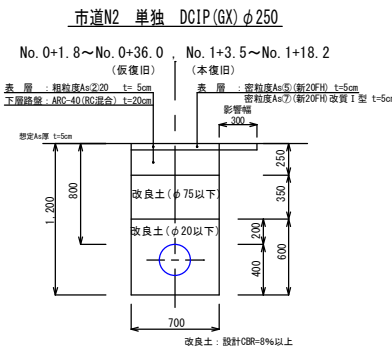 市道N2 単独 DCIP(GX)φ250
No.0+1.8～No.0+36.0 , No.1+3.5～No.1+18.2
(仮復旧) (本復旧)
表 層 : 粗粒度As②20 t= 5cm
下層路盤 : ARC-40(RC混合) t=20cm
表 層 : 密粒度As⑤(新20FH) t=5cm
密粒度As⑦(新20FH)改質Ⅰ型 t=5cm
影響幅
300
想定As厚 t=5cm
250
800
1,200
改良土(φ75以下)
350
改良土(φ20以下)
200
600
400
700
改良土 : 設計CBR=8%以上